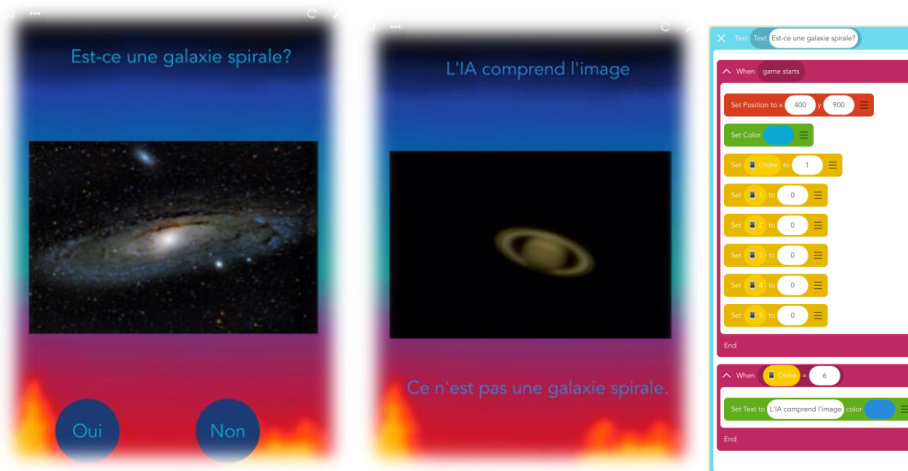 Est-ce une galaxie spirale?
Oui Non
L'IA comprend l'image
Ce n'est pas une galaxie spirale.
Text Text Est-ce une galaxie spirale?
When game starts
Set Position to x 400 y 900
Set Color
Set Ordre to 1
Set 1 to 0
Set 2 to 0
Set 3 to 0
Set 4 to 0
Set 5 to 0
End
When Ordre = 6
Set Text to L'IA comprend l'image color
End